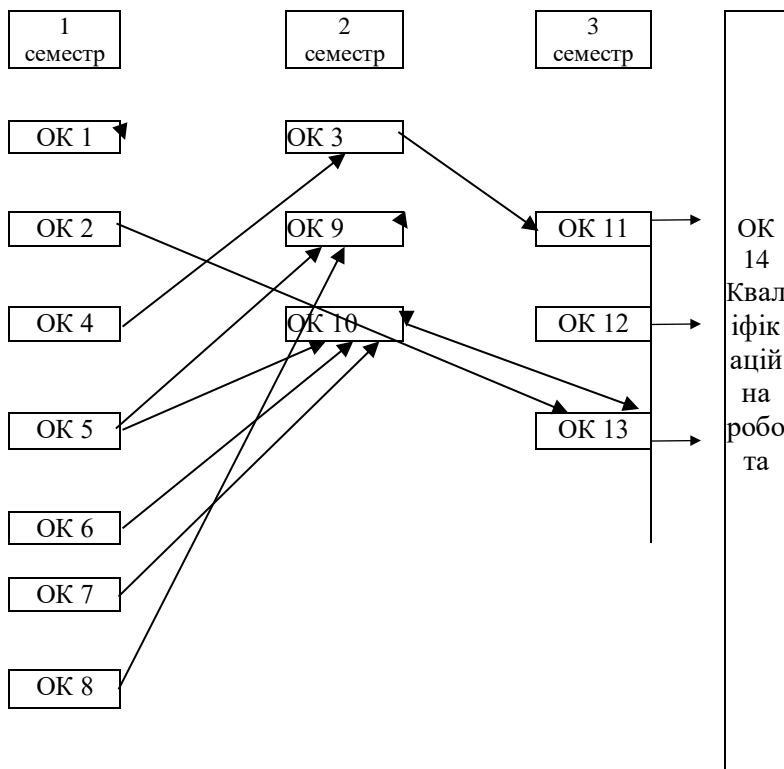 1
семестр
2
семестр
3
семестр
ОК 1
ОК 3
ОК 2
ОК 9
ОК 11
ОК 4
ОК 10
ОК 12
ОК 5
ОК 13
ОК 6
ОК 7
ОК 8
ОК
14
Квал
іфік
ацій
на
робо
та